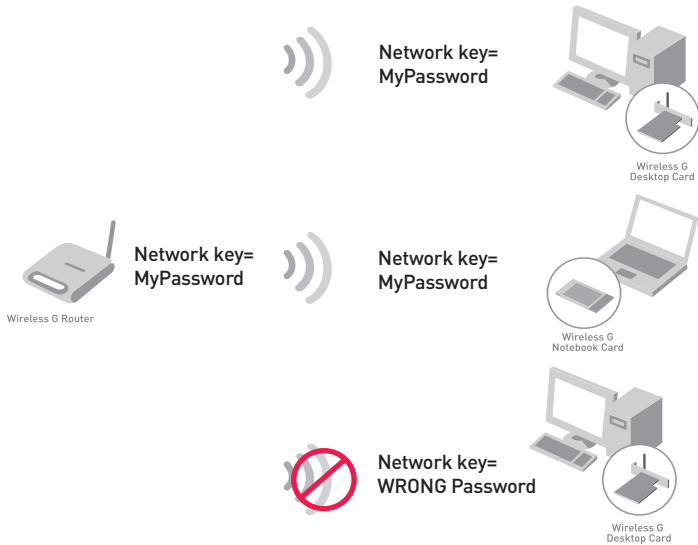 Network key=
MyPassword
Wireless G
Desktop Card
Wireless G Router
Network key=
MyPassword
Network key=
MyPassword
Wireless G
Notebook Card
Network key=
WRONG Password
Wireless G
Desktop Card